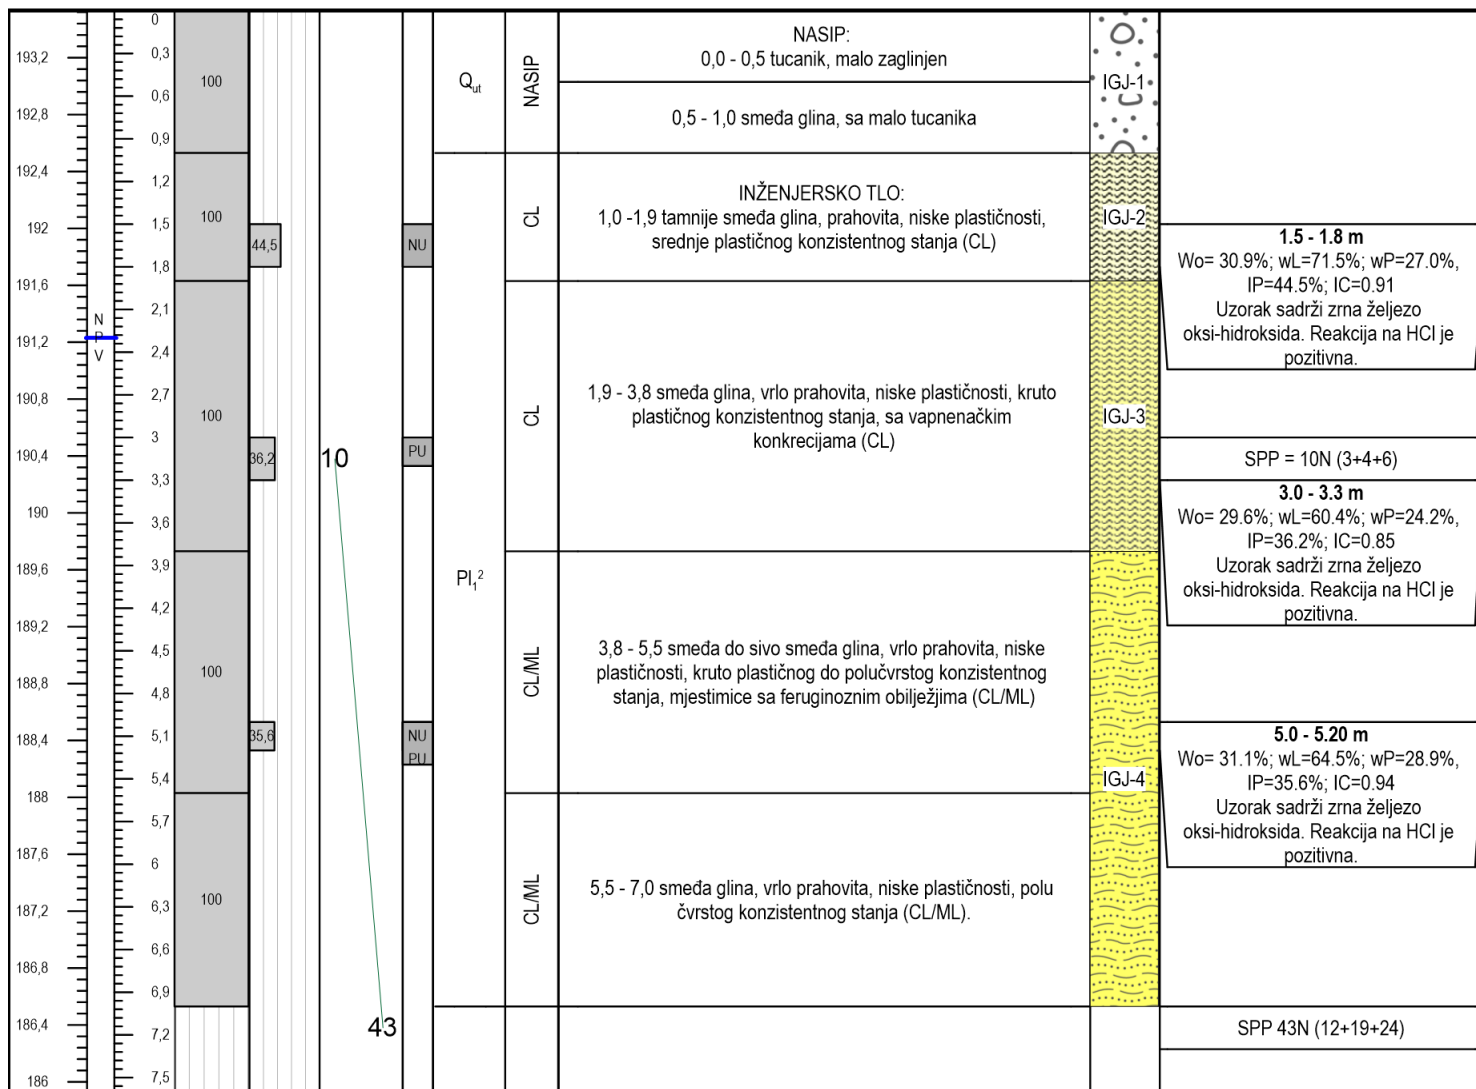 193,2
192,8
192,4
192
191,6
191,2
190,8
190,4
190
189,6
189,2
188,8
188,4
188
187,6
187,2
186,8
186,4
186
N
P
V
0
0,3
0,6
0,9
1,2
1,5
1,8
2,1
2,4
2,7
3
3,3
3,6
3,9
4,2
4,5
4,8
5,1
5,4
5,7
6
6,3
6,6
6,9
7,2
7,5
100
100
100
100
100
44,5
36,2
35,6
10
43
NU
PU
NU
PU
Qut
Pl₁²
NASIP
CL
CL
CL/ML
CL/ML
NASIP:
0,0 - 0,5 tucanik, malo zaglinjen
0,5 - 1,0 smeđa glina, sa malo tucanika
INŽENJERSKO TLO:
1,0 -1,9 tamnije smeđa glina, prahovita, niske plastičnosti,
srednje plastičnog konzistentnog stanja (CL)
1,9 - 3,8 smeđa glina, vrlo prahovita, niske plastičnosti, kruto
plastičnog konzistentnog stanja, sa vapnenačkim
konkrecijama (CL)
3,8 - 5,5 smeđa do sivo smeđa glina, vrlo prahovita, niske
plastičnosti, kruto plastičnog do polučvrstog konzistentnog
stanja, mjestimice sa feruginoznim obilježjima (CL/ML)
5,5 - 7,0 smeđa glina, vrlo prahovita, niske plastičnosti, polu
čvrstog konzistentnog stanja (CL/ML).
IGJ-1
IGJ-2
IGJ-3
IGJ-4
1.5 - 1.8 m
Wo= 30.9%; wL=71.5%; wP=27.0%,
IP=44.5%; IC=0.91
Uzorak sadrži zrna željezo
oksi-hidroksida. Reakcija na HCl je
pozitivna.
SPP = 10N (3+4+6)
3.0 - 3.3 m
Wo= 29.6%; wL=60.4%; wP=24.2%,
IP=36.2%; IC=0.85
Uzorak sadrži zrna željezo
oksi-hidroksida. Reakcija na HCl je
pozitivna.
5.0 - 5.20 m
Wo= 31.1%; wL=64.5%; wP=28.9%,
IP=35.6%; IC=0.94
Uzorak sadrži zrna željezo
oksi-hidroksida. Reakcija na HCl je
pozitivna.
SPP 43N (12+19+24)